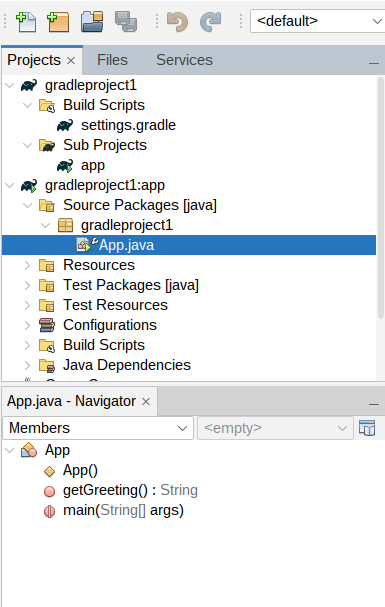 <default>
Projects × Files Services
gradleproject1
Build Scripts
settings.gradle
Sub Projects
app
gradleproject1:app
Source Packages [java]
gradleproject1
App.java
Resources
Test Packages [java]
Test Resources
Configurations
Build Scripts
Java Dependencies
App.java - Navigator ×
Members <empty>
App
App()
getGreeting() : String
main(String[] args)